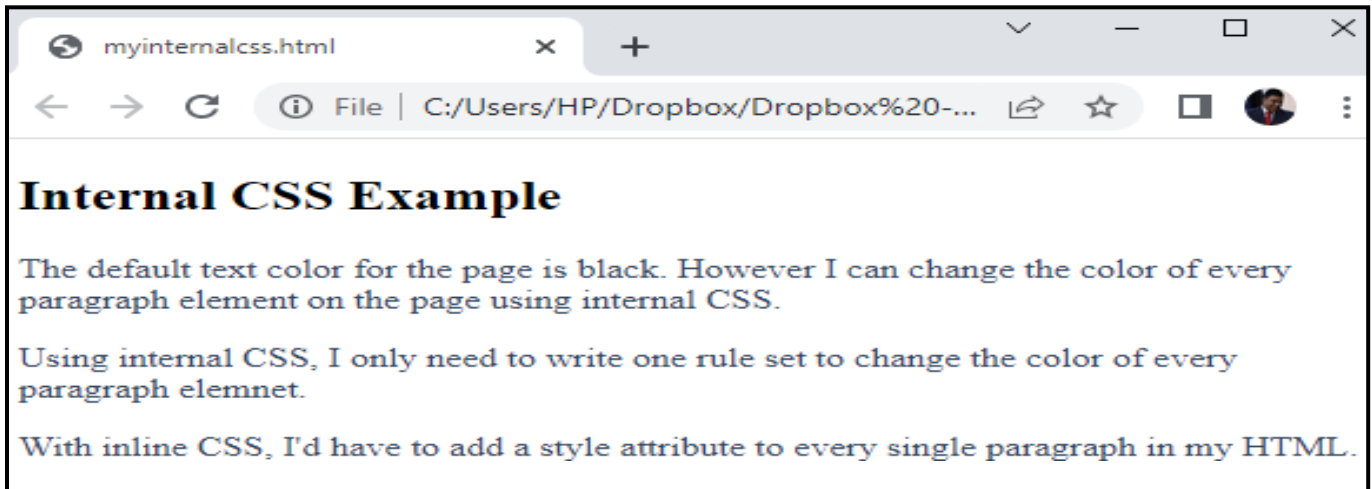 myinternalcss.html
File | C:/Users/HP/Dropbox/Dropbox%20-...
Internal CSS Example
The default text color for the page is black. However I can change the color of every
paragraph element on the page using internal CSS.
Using internal CSS, I only need to write one rule set to change the color of every
paragraph elemnet.
With inline CSS, I'd have to add a style attribute to every single paragraph in my HTML.